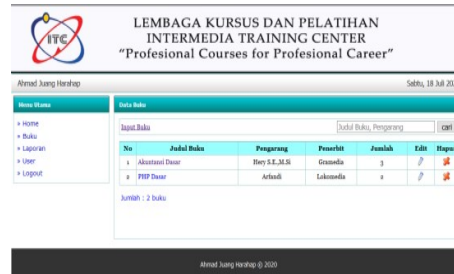 ITC
LEMBAGA KURSUS DAN PELATIHAN
INTERMEDIA TRAINING CENTER
"Profesional Courses for Profesional Career"
Ahmad Juang Harahap
Sabtu, 18 Juli 20
Menu Utama
Data Buku
» Home
» Buku
» Laporan
» User
» Logout
Input Buku
Judul Buku, Pengarang
cari
No Judul Buku Pengarang Penerbit Jumlah Edit Hapu
1 Akuntansi Dasar Hery S.E.,M.Si Gramedia 3
2 PHP Dasar Arfandi Lokomedia 2
Jumlah : 2 buku
Ahmad Juang Harahap @ 2020